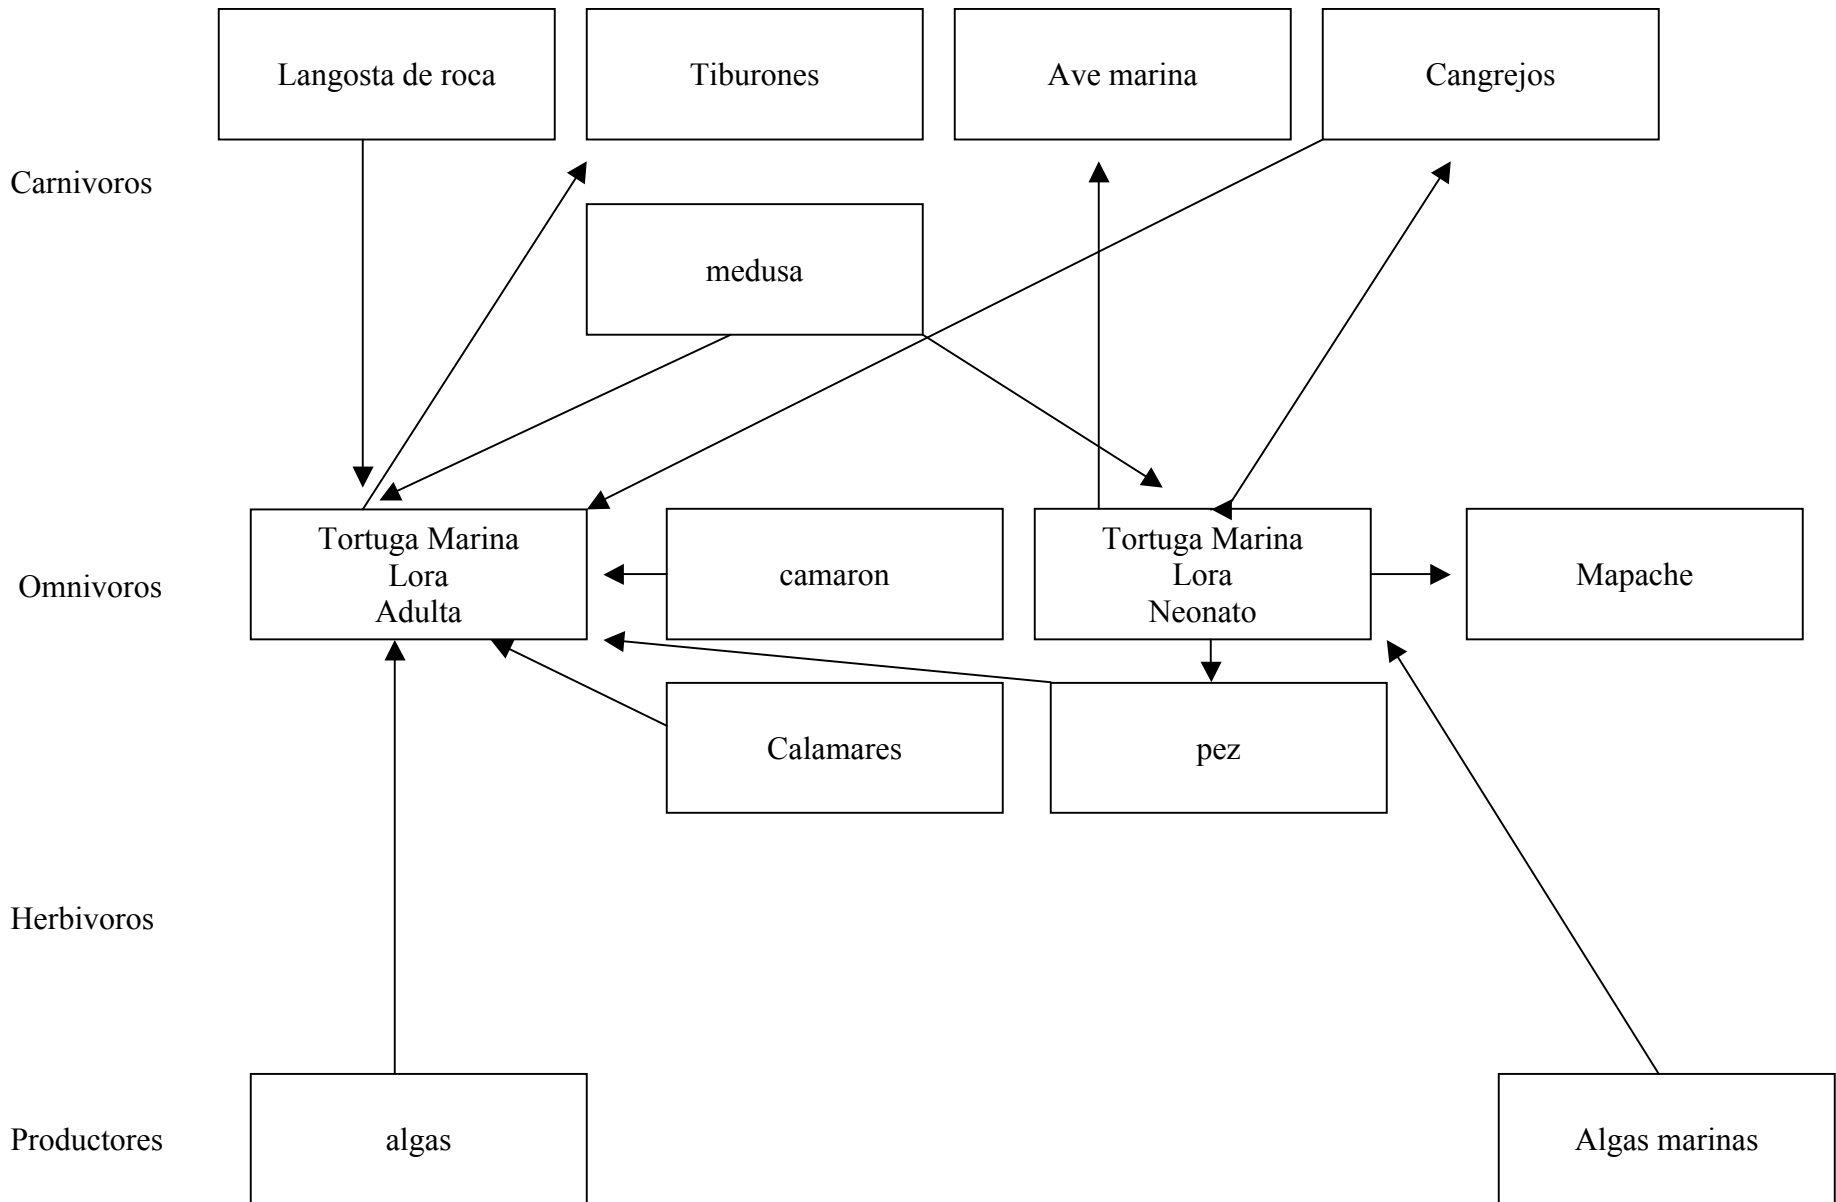 Langosta de roca
Tiburones
Ave marina
Cangrejos
Carnivoros
medusa
Tortuga Marina
Lora
Adulta
camaron
Tortuga Marina
Lora
Neonato
Mapache
Omnivoros
Calamares
pez
Herbivoros
Productores
algas
Algas marinas